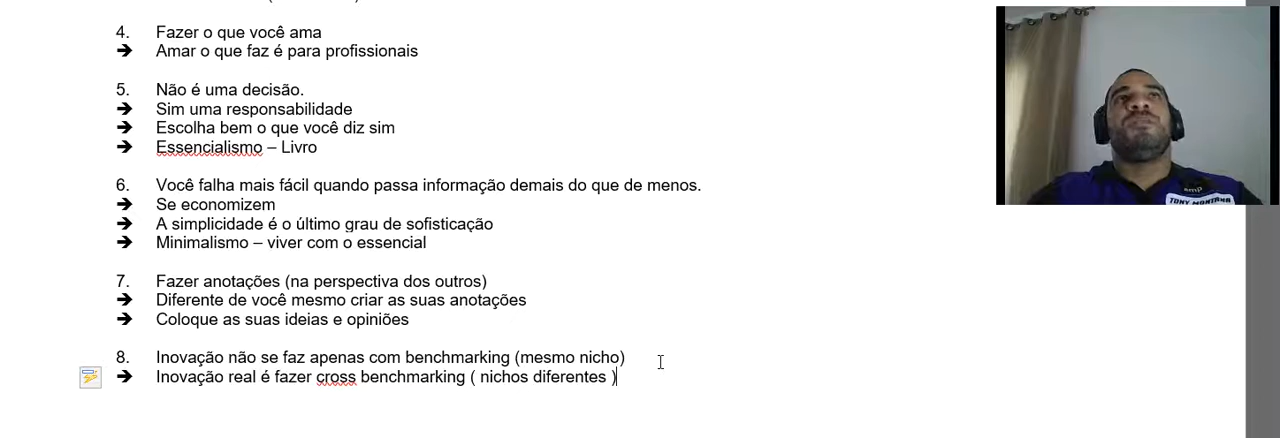 4. Fazer o que você ama
➔ Amar o que faz é para profissionais
5. Não é uma decisão.
➔ Sim uma responsabilidade
➔ Escolha bem o que você diz sim
➔ Essencialismo – Livro
6. Você falha mais fácil quando passa informação demais do que de menos.
➔ Se economizem
➔ A simplicidade é o último grau de sofisticação
➔ Minimalismo – viver com o essencial
7. Fazer anotações (na perspectiva dos outros)
➔ Diferente de você mesmo criar as suas anotações
➔ Coloque as suas ideias e opiniões
8. Inovação não se faz apenas com benchmarking (mesmo nicho)
➔ Inovação real é fazer cross benchmarking ( nichos diferentes )
TONY MONTANA